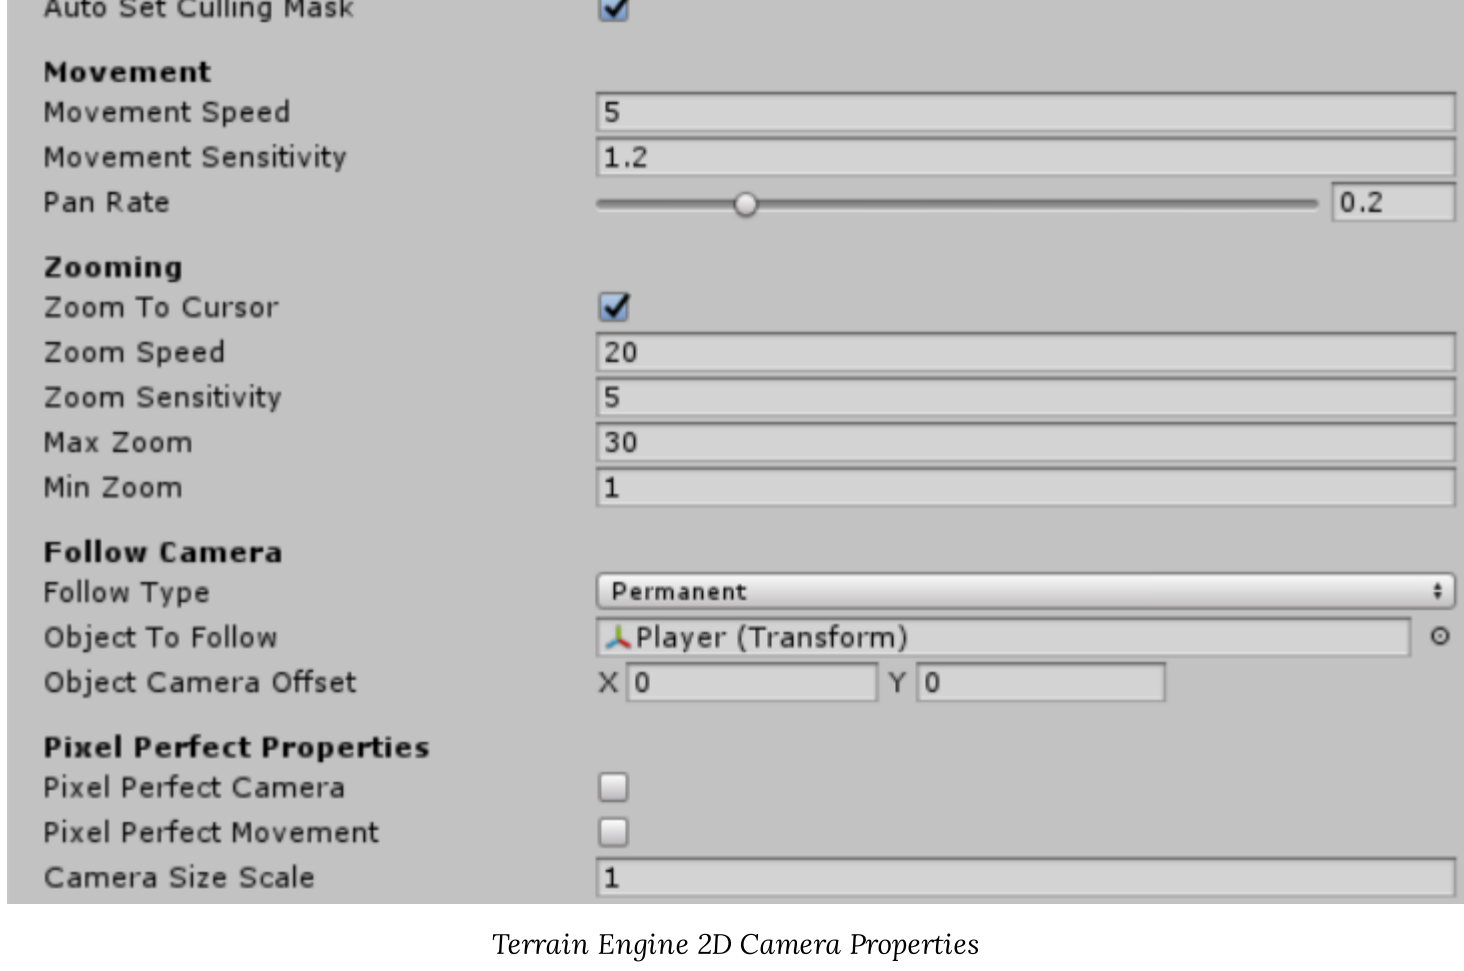 Auto Set Culling Mask
Movement
Movement Speed 5
Movement Sensitivity 1.2
Pan Rate 0.2
Zooming
Zoom To Cursor
Zoom Speed 20
Zoom Sensitivity 5
Max Zoom 30
Min Zoom 1
Follow Camera
Follow Type Permanent
Object To Follow Player (Transform)
Object Camera Offset X 0 Y 0
Pixel Perfect Properties
Pixel Perfect Camera
Pixel Perfect Movement
Camera Size Scale 1
Terrain Engine 2D Camera Properties